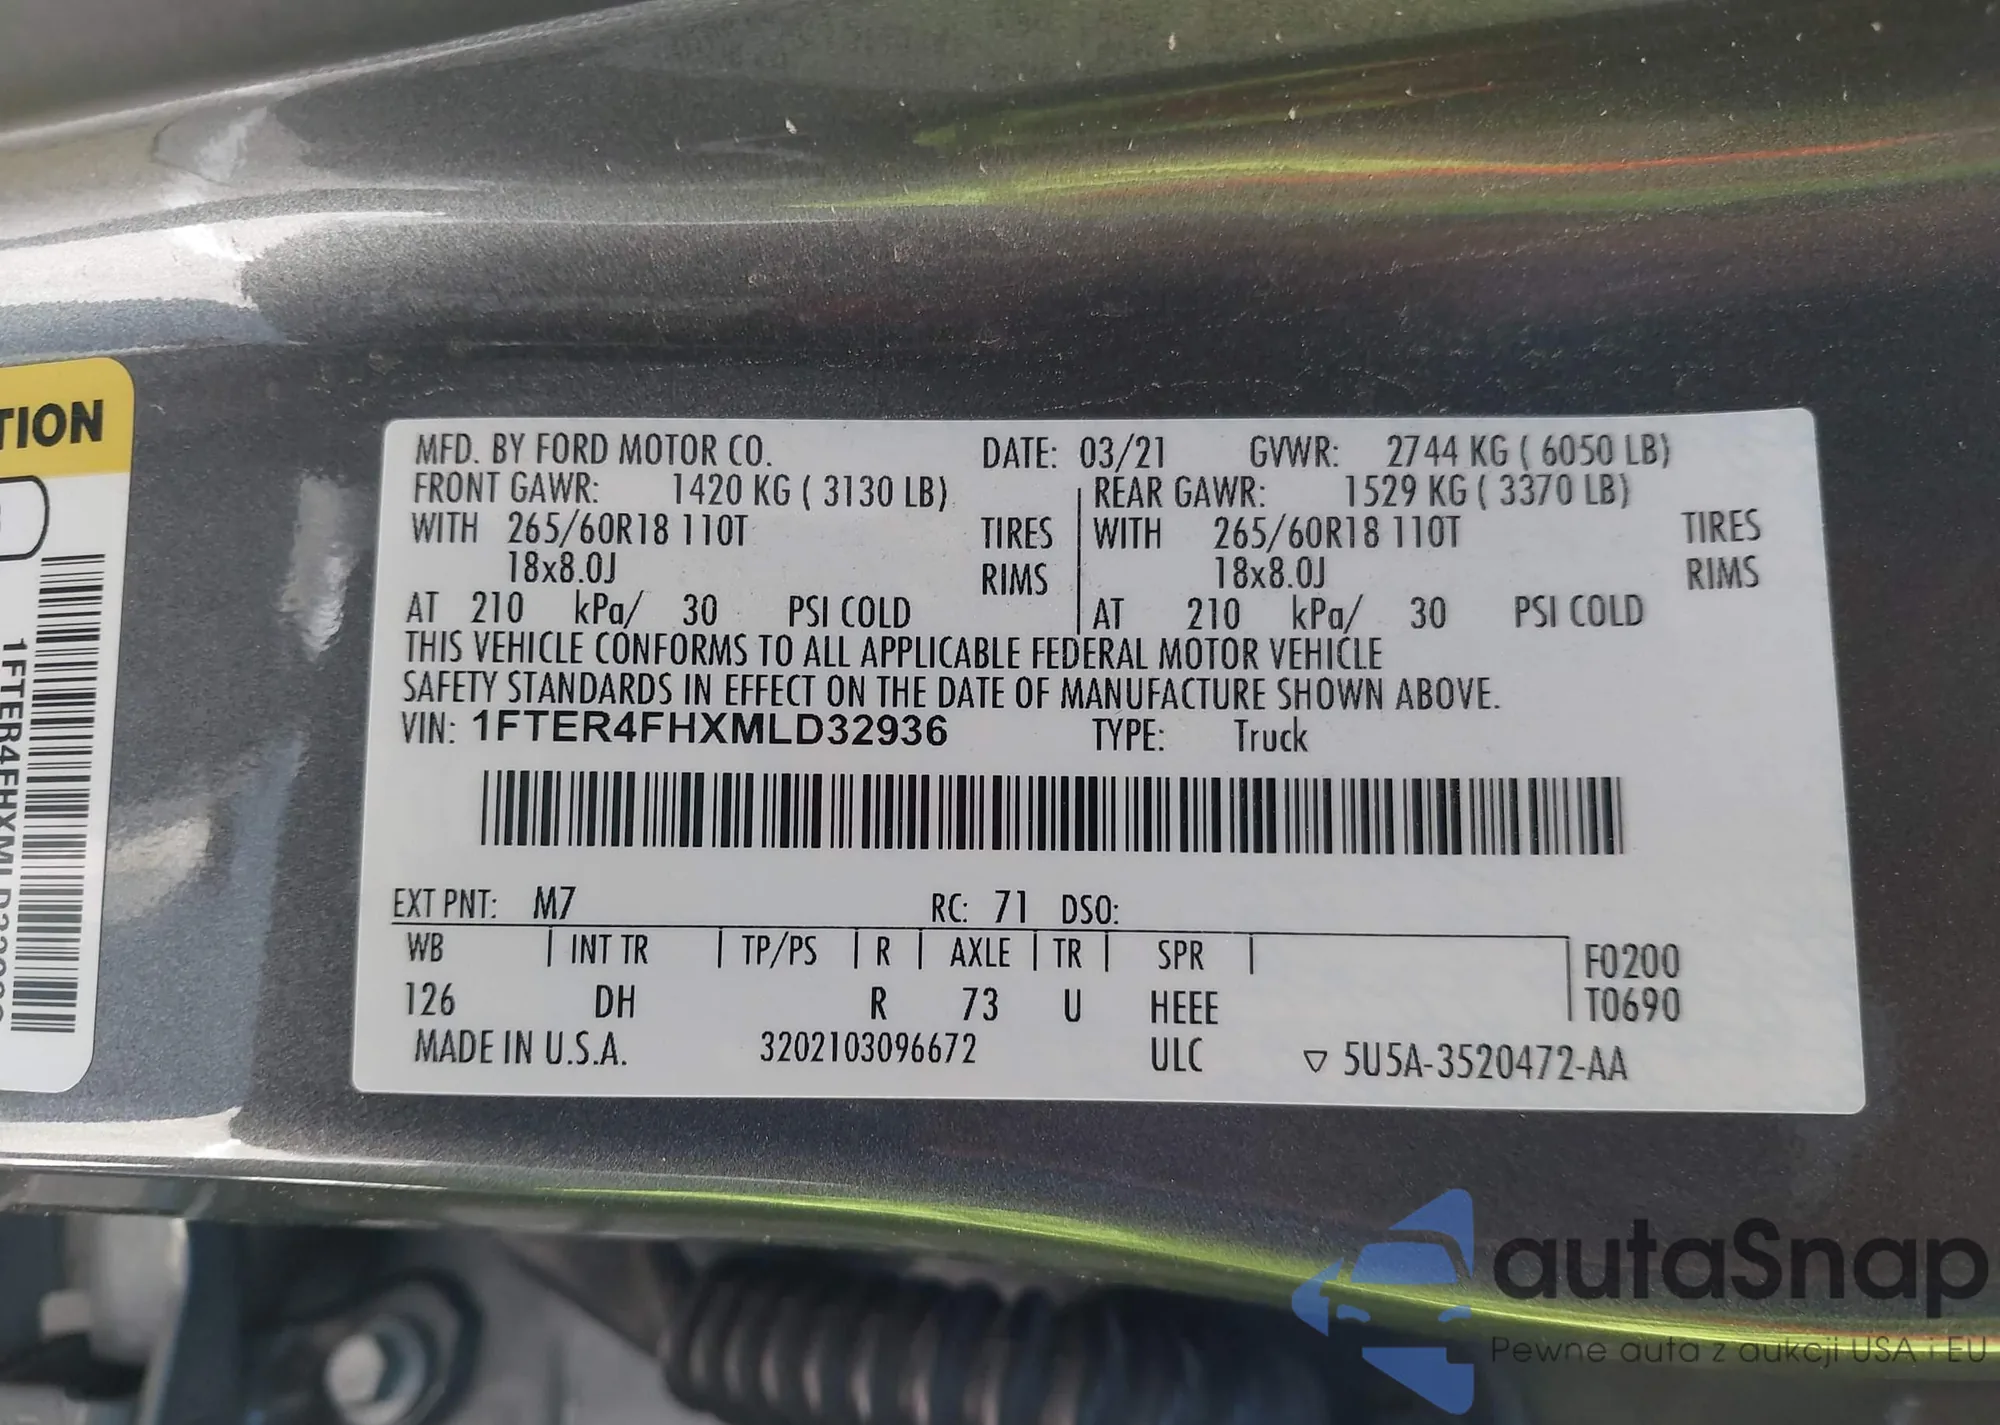 TION
1FTER4FHXMLD32936
MFD. BY FORD MOTOR CO. DATE: 03/21 GVWR: 2744 KG ( 6050 LB)
FRONT GAWR: 1420 KG ( 3130 LB) REAR GAWR: 1529 KG ( 3370 LB)
WITH 265/60R18 110T TIRES WITH 265/60R18 110T TIRES
18x8.0J RIMS 18x8.0J RIMS
AT 210 kPa/ 30 PSI COLD AT 210 kPa/ 30 PSI COLD
THIS VEHICLE CONFORMS TO ALL APPLICABLE FEDERAL MOTOR VEHICLE
SAFETY STANDARDS IN EFFECT ON THE DATE OF MANUFACTURE SHOWN ABOVE.
VIN: 1FTER4FHXMLD32936 TYPE: Truck
EXT PNT: M7 RC: 71 DSO:
WB INT TR TP/PS R AXLE TR SPR F0200
126 DH R 73 U HEEE T0690
MADE IN U.S.A. 3202103096672 ULC ▽ 5U5A-3520472-AA
autaSnap
Pewne auta z aukcji USA i EU